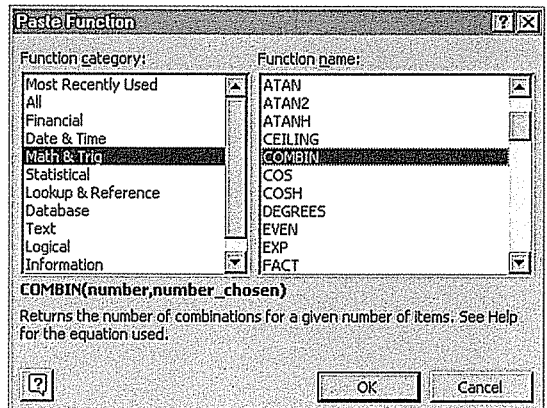 Paste Function
Function category:
Most Recently Used
All
Financial
Date & Time
Math & Trig
Statistical
Lookup & Reference
Database
Text
Logical
Information
Function name:
ATAN
ATAN2
ATANH
CEILING
COMBIN
COS
COSH
DEGREES
EVEN
EXP
FACT
COMBIN(number,number_chosen)
Returns the number of combinations for a given number of items. See Help
for the equation used.
?
OK
Cancel